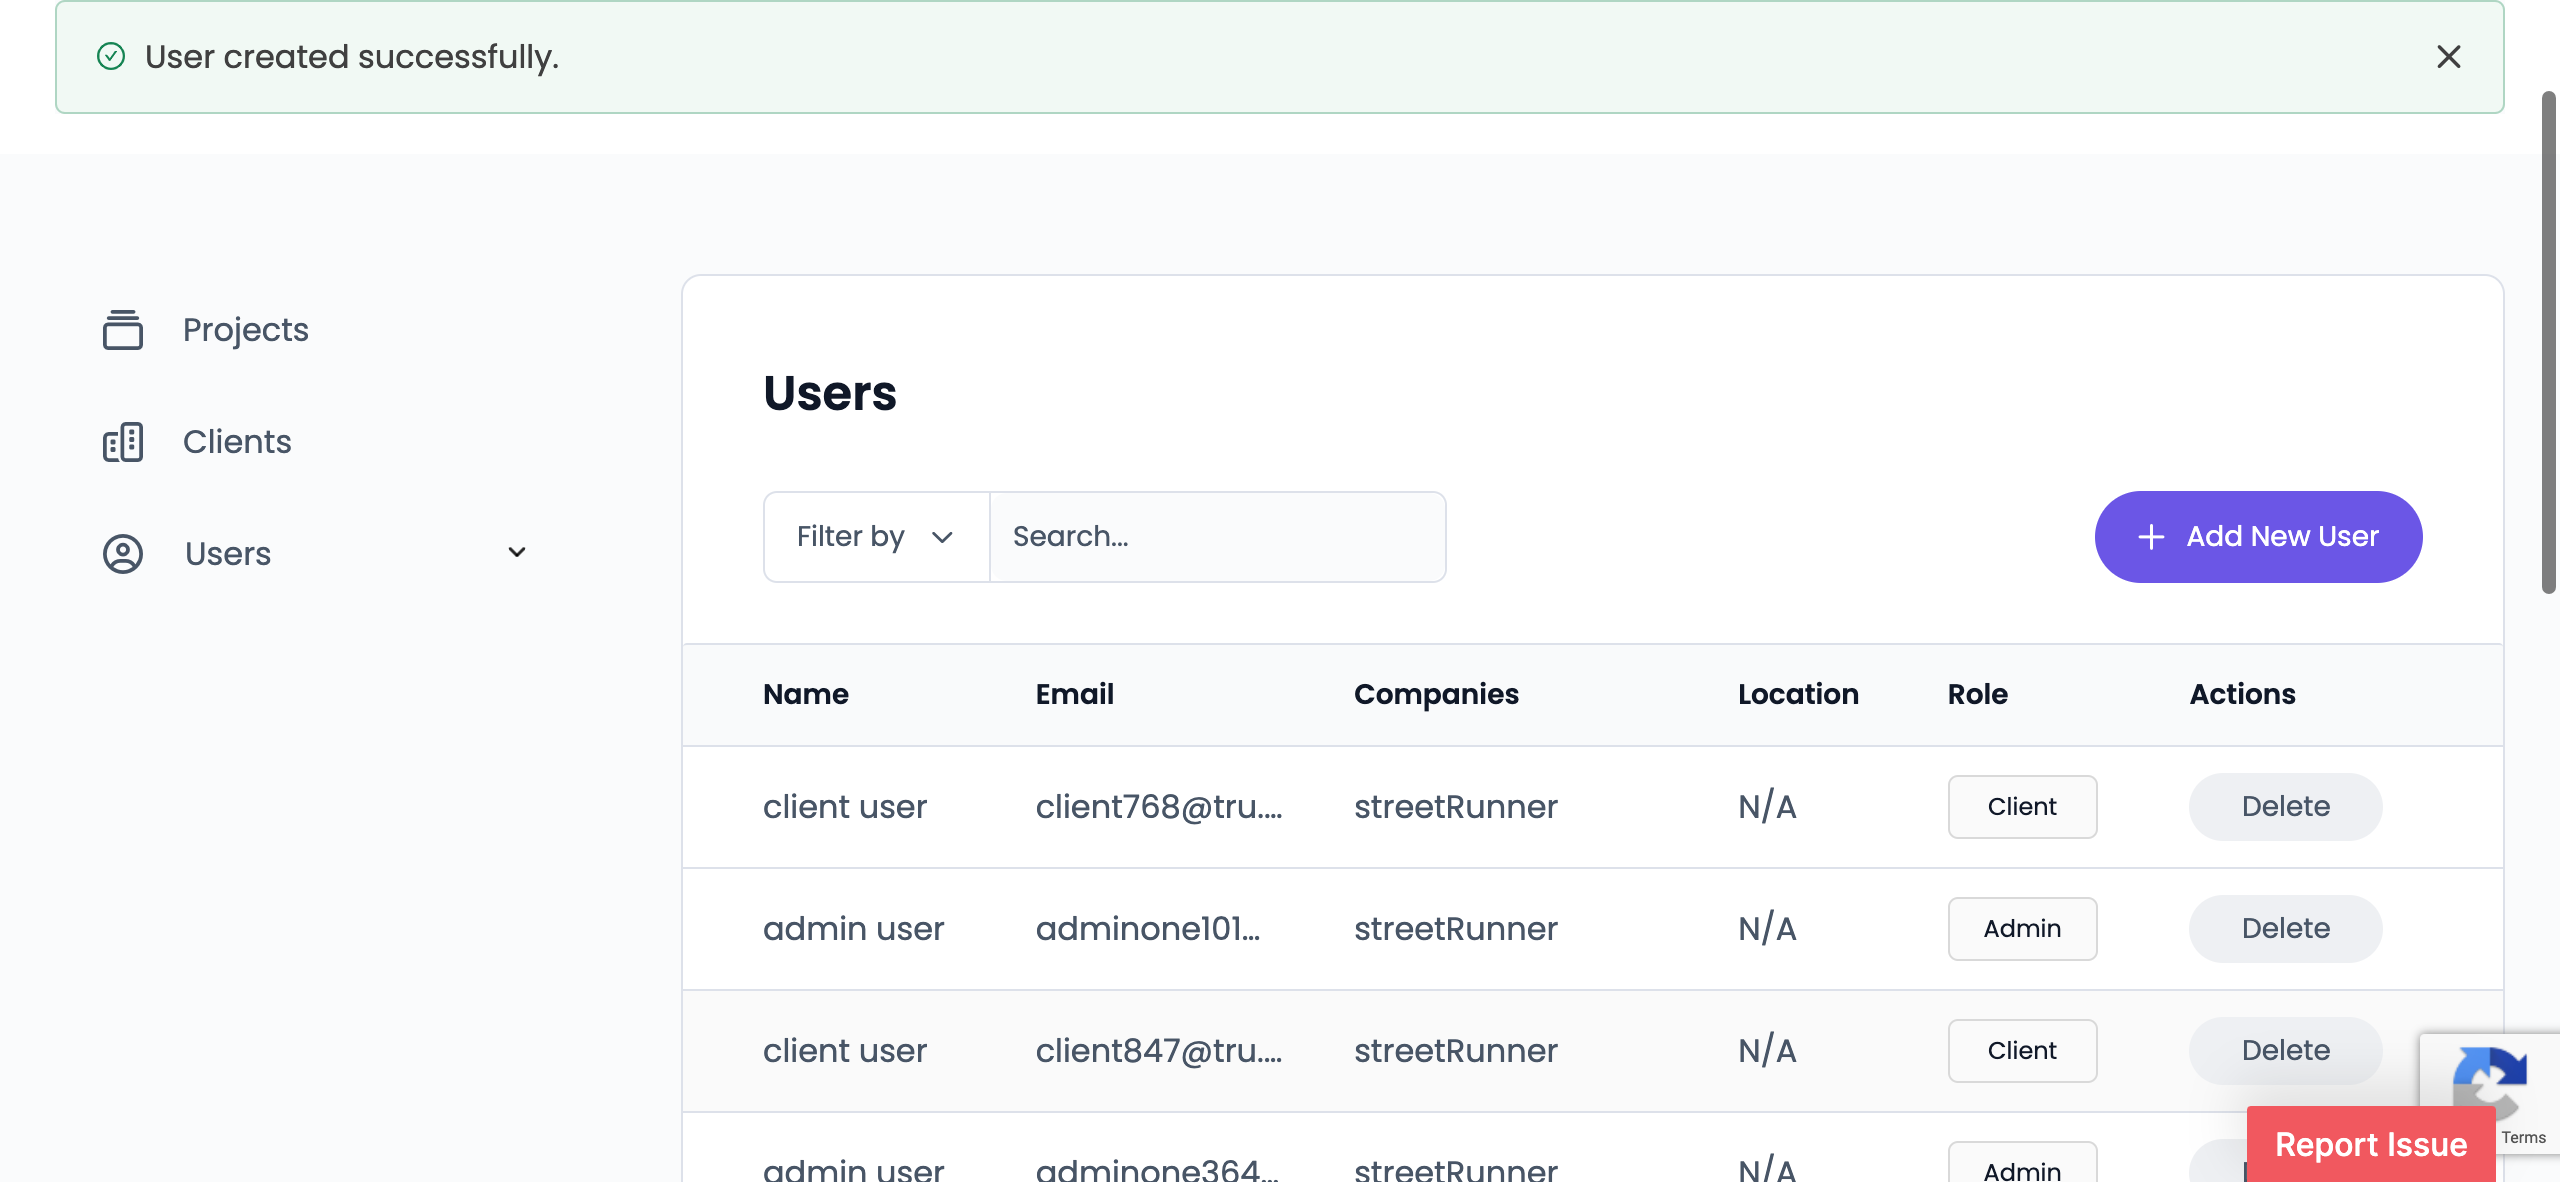 User created successfully.
Projects
Clients
Users
Users
Filter by
Search...
Add New User
Name Email Companies Location Role Actions
client user client768@tru.... streetRunner N/A Client Delete
admin user adminone101... streetRunner N/A Admin Delete
client user client847@tru.... streetRunner N/A Client Delete
admin user adminone364... streetRunner N/A Admin
Report Issue
Terms